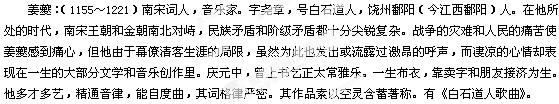 姜夔:（1155～1221）南宋词人，音乐家。字尧章，号白石道人，饶州鄱阳（今江西鄱阳）人。在他所
处的时代，南宋王朝和金朝南北对峙，民族矛盾和阶级矛盾都十分尖锐复杂。战争的灾难和人民的痛苦使
姜夔感到痛心，但他由于幕僚清客生涯的局限，虽然为此也发出或流露过激昂的呼声，而凄凉的心情却表
现在一生的大部分文学和音乐创作里。庆元中，曾上书乞正太常雅乐。一生布衣，靠卖字和朋友接济为生。
他多才多艺，精通音律，能自度曲，其词格律严密。其作品素以空灵含蓄著称。有《白石道人歌曲》。